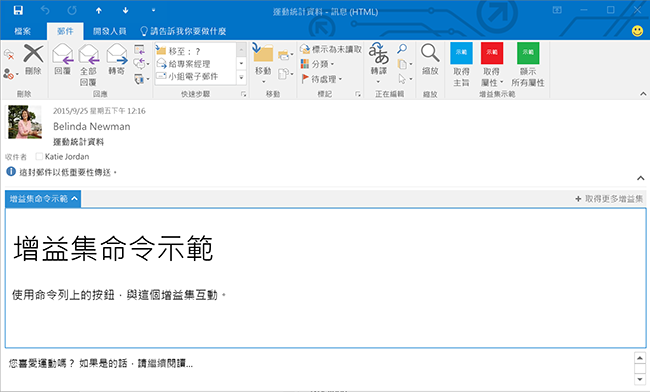 運動統計資料 - 訊息 (HTML)
檔案 郵件 開發人員 請告訴我你要做什麼
刪除 回覆 全部回覆 轉寄 移至：？ 給專案經理 小組電子郵件 移動 標示為未讀取 分類 待處理 轉譯 縮放 示範 取得主旨 示範 取得屬性 示範 顯示所有屬性
刪除 回應 快速步驟 移動 標記 正在編輯 縮放 增益集示範
2015/9/25 星期五下午 12:16
Belinda Newman
運動統計資料
收件者 Katie Jordan
這封郵件以低重要性傳送。
增益集命令示範 取得更多增益集
增益集命令示範
使用命令列上的按鈕，與這個增益集互動。
您喜愛運動嗎？ 如果是的話，請繼續閱讀...